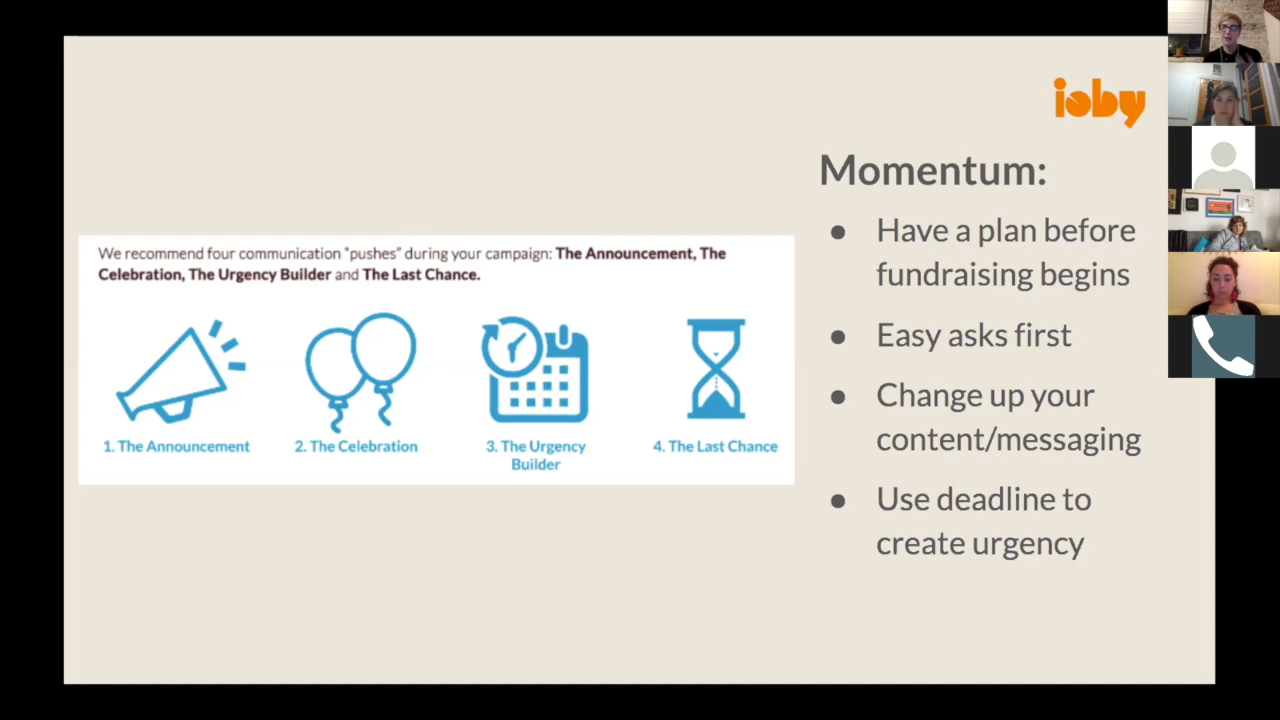 ioby
We recommend four communication “pushes” during your campaign: The Announcement, The
Celebration, The Urgency Builder and The Last Chance.
1. The Announcement
2. The Celebration
3. The Urgency
Builder
4. The Last Chance
Momentum:
● Have a plan before
fundraising begins
● Easy asks first
● Change up your
content/messaging
● Use deadline to
create urgency